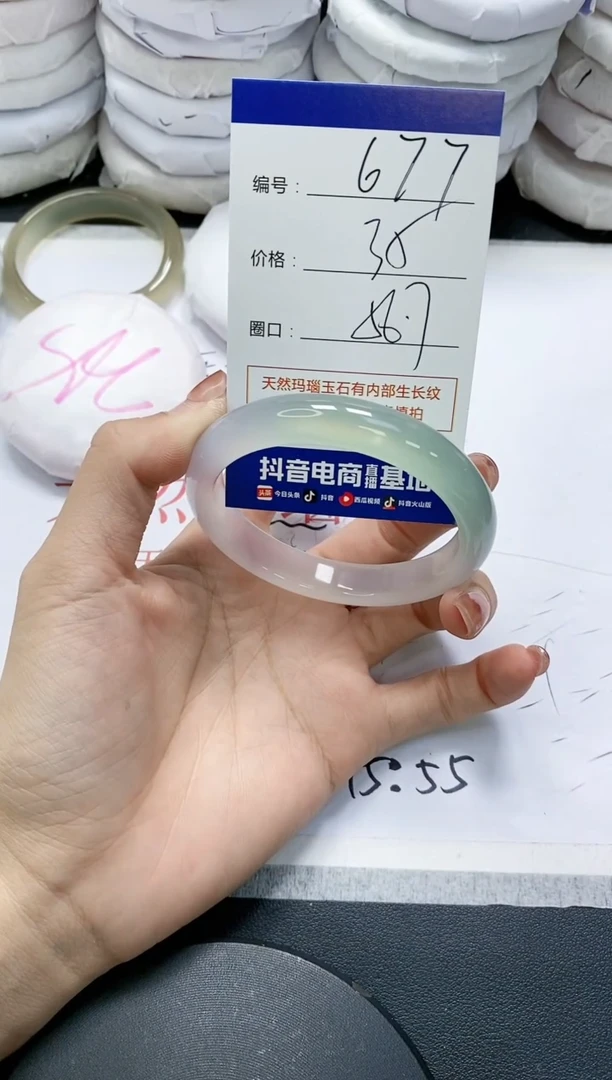 编号：677
价格：38
圈口：56.7
天然玛瑙玉石有内部生长纹
慎拍
抖音电商直播基地
头条 今日头条 抖音 西瓜视频 抖音火山版
15:55